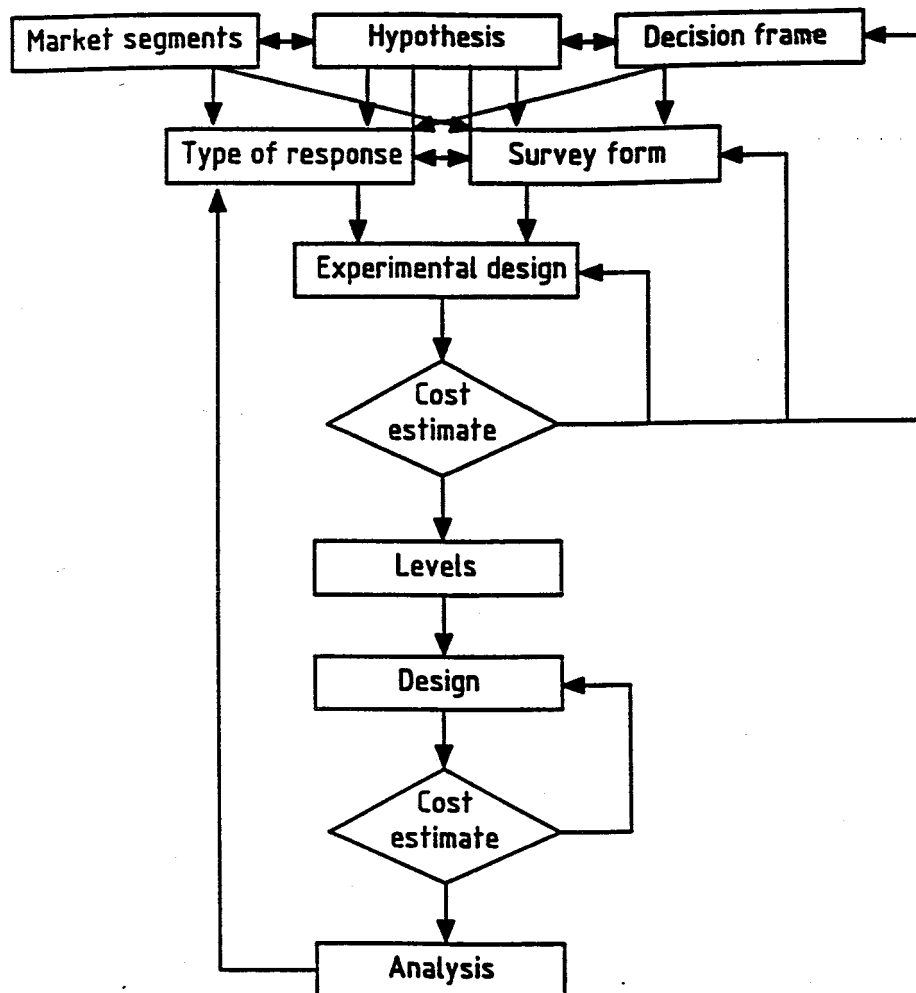 Market segments
Hypothesis
Decision frame
Type of response
Survey form
Experimental design
Cost
estimate
Levels
Design
Cost
estimate
Analysis